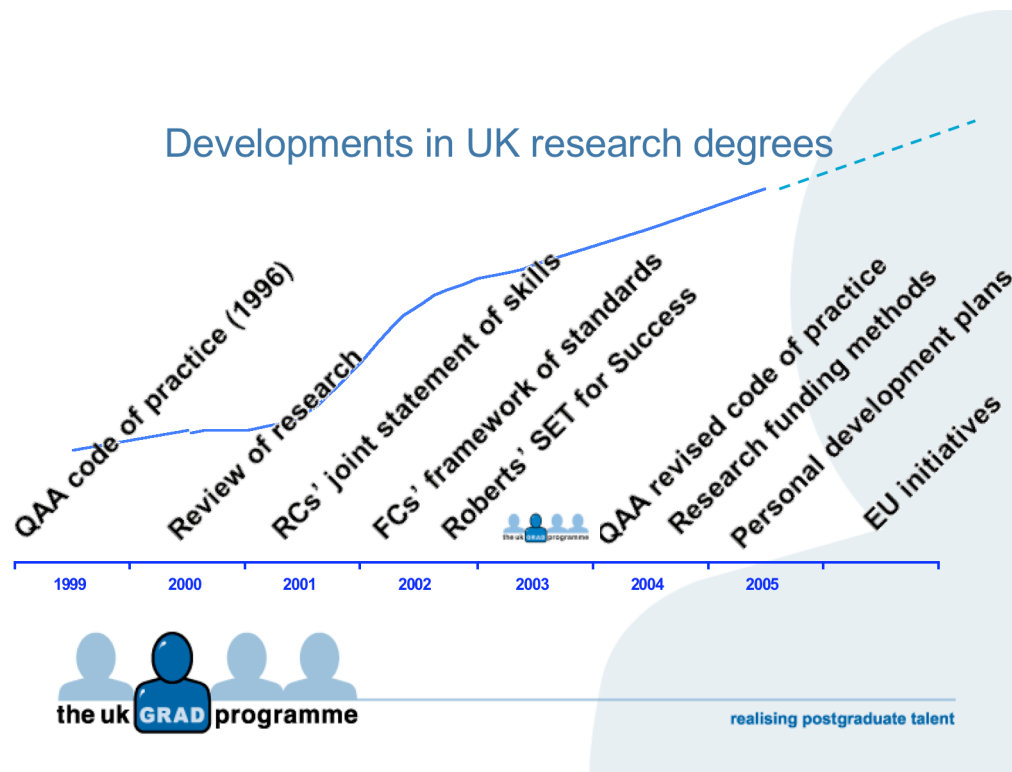 Developments in UK research degrees
QAA code of practice (1996)
Review of research
RCs’ joint statement of skills
FCs’ framework of standards
Roberts’ SET for Success
the uk GRAD programme
QAA revised code of practice
Research funding methods
Personal development plans
EU initiatives
1999 2000 2001 2002 2003 2004 2005
the uk GRAD programme
realising postgraduate talent